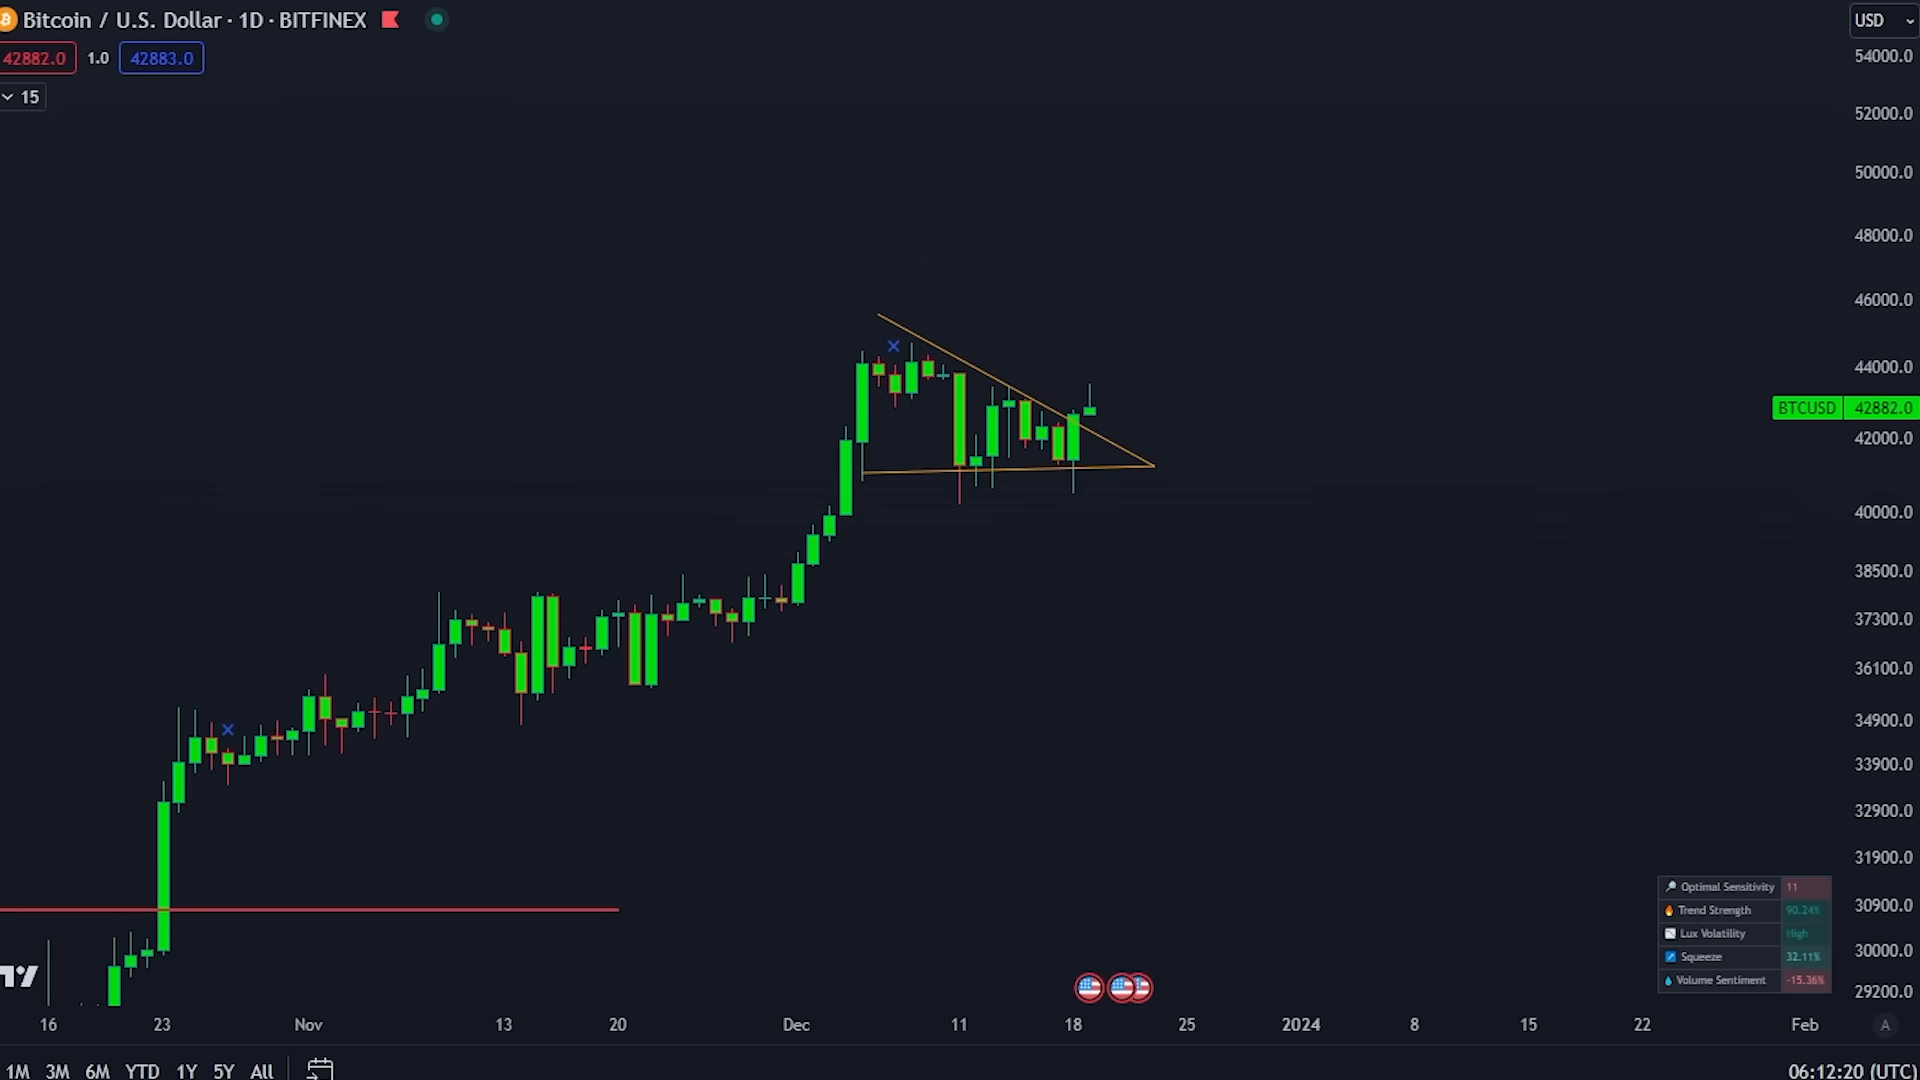 Bitcoin / U.S. Dollar · 1D · BITFINEX
USD
42882.0 1.0 42883.0
15
54000.0
52000.0
50000.0
48000.0
46000.0
44000.0
BTCUSD 42882.0
42000.0
40000.0
38500.0
37300.0
36100.0
34900.0
33900.0
32900.0
31900.0
30900.0
30000.0
29200.0
Optimal Sensitivity 11
Trend Strength 90.24%
Lux Volatility High
Squeeze 32.11%
Volume Sentiment -15.36%
16 23 Nov 13 20 Dec 11 18 25 2024 8 15 22 Feb A
1M 3M 6M YTD 1Y 5Y All
06:12:20 (UTC)